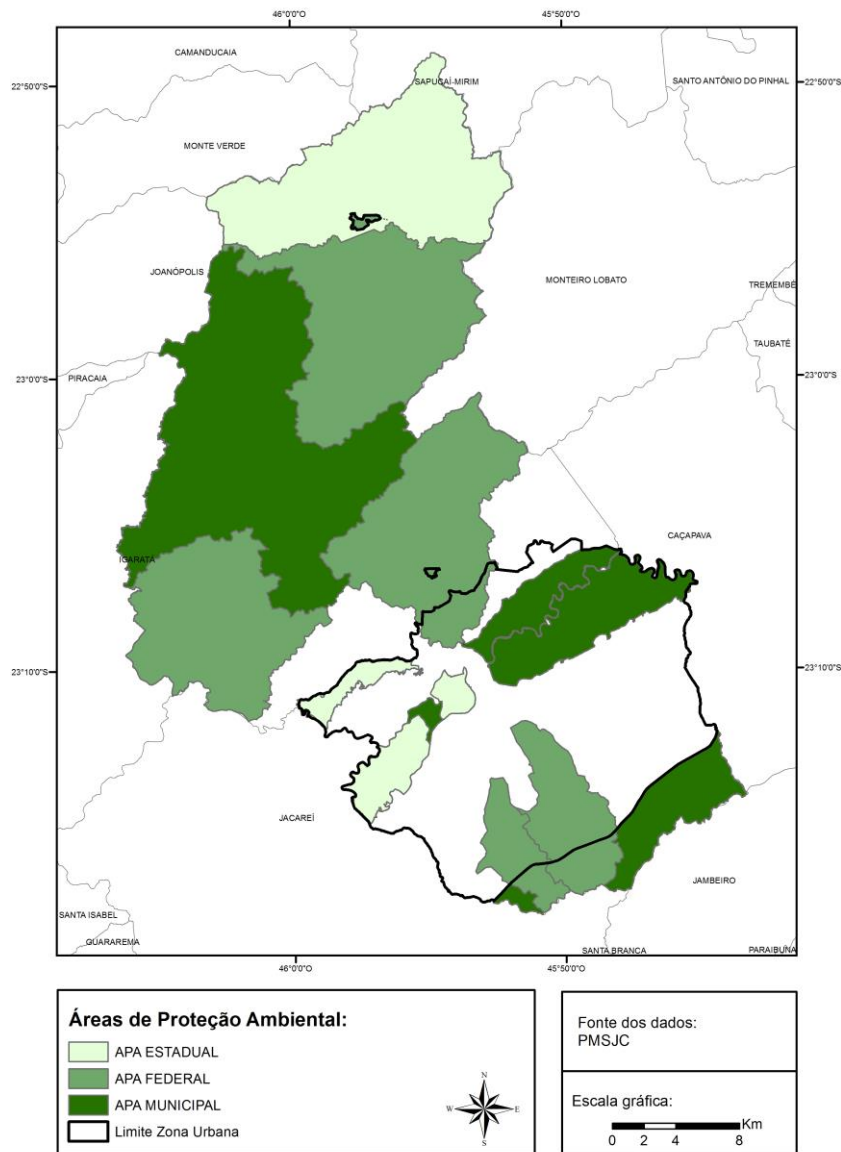 46°0'0"O
45°50'0"O
CAMANDUCAIA
SAPUCAÍ-MIRIM
SANTO ANTÔNIO DO PINHAL
22°50'0"S
22°50'0"S
MONTE VERDE
JOANÓPOLIS
MONTEIRO LOBATO
TREMEMBÉ
TAUBATÉ
PIRACAIA
23°0'0"S
23°0'0"S
CAÇAPAVA
IGARATÁ
23°10'0"S
23°10'0"S
JACAREÍ
JAMBEIRO
SANTA ISABEL
GUARAREMA
SANTA BRANCA
PARAIBUNA
46°0'0"O
45°50'0"O
Áreas de Proteção Ambiental:
APA ESTADUAL
APA FEDERAL
APA MUNICIPAL
Limite Zona Urbana
N
W
E
S
Fonte dos dados:
PMSJC
Escala gráfica:
Km
0 2 4 8